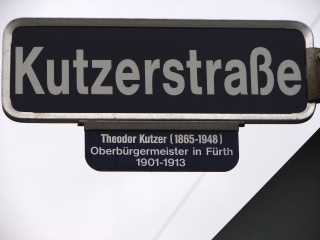 Kutzerstraße
Theodor Kutzer (1865-1948)
Oberbürgermeister in Fürth
1901-1913